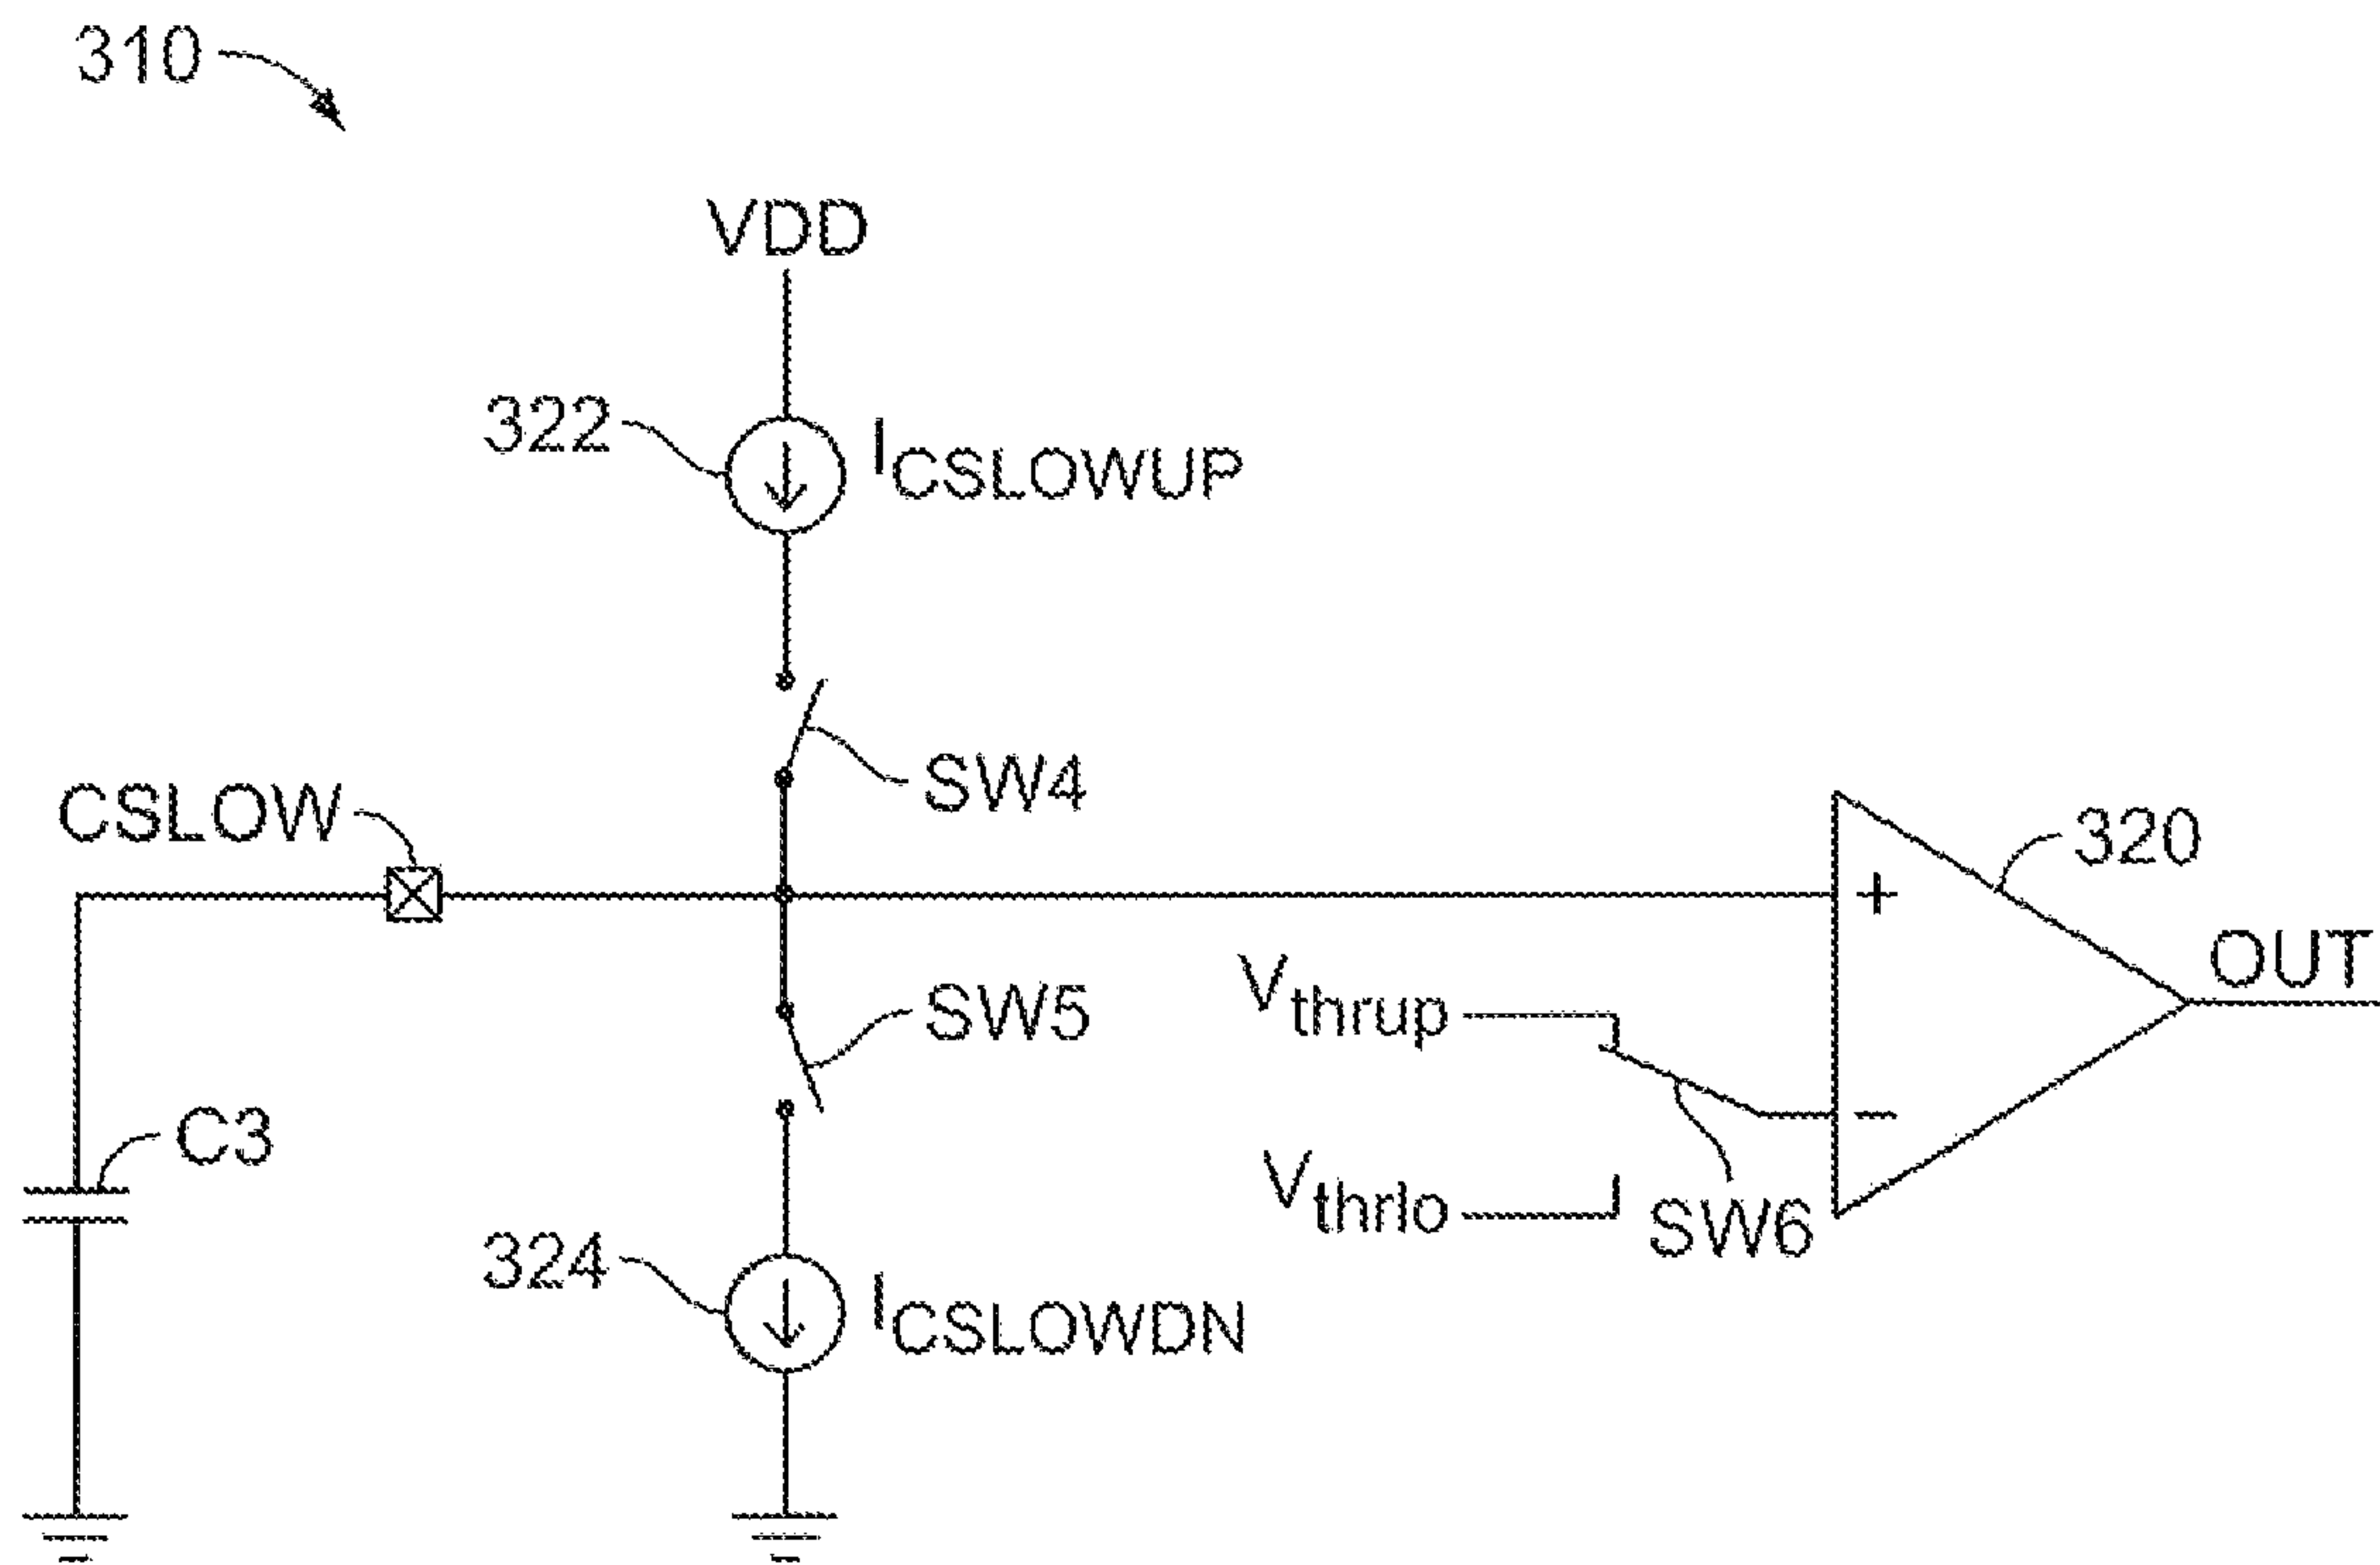 310
VDD
322
ICSLOWUP
SW4
CSLOW
320
+
OUT
SW5
Vthrup
C3
−
Vthrlo
SW6
324
ICSLOWDN